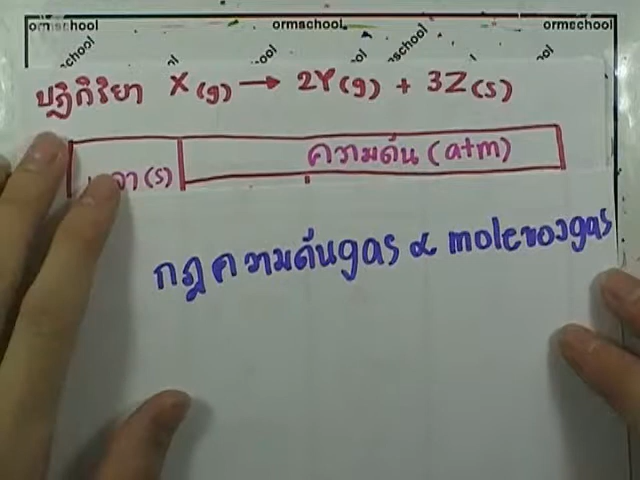 ormschool ormschool ormschool
ปฏิกิริยา X(g) → 2Y(g) + 3Z(s)
ความดัน (atm)
(s)
กฎความดันgas ∝ moleของgas